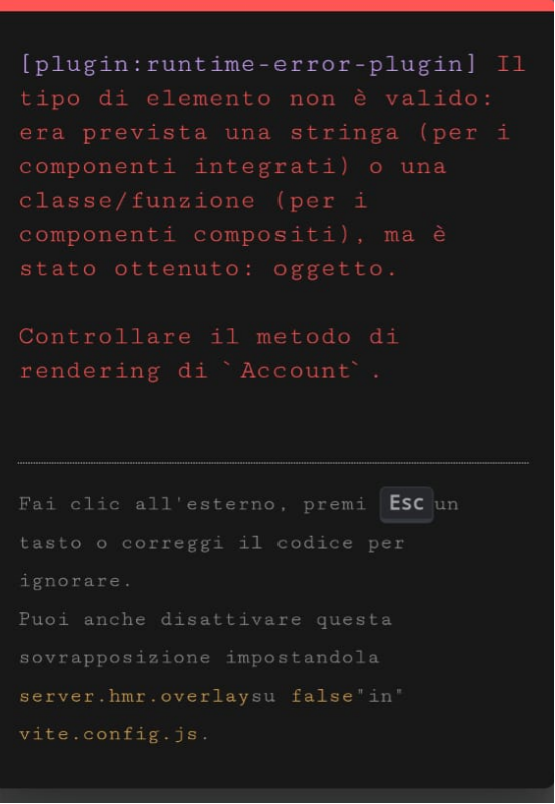 [plugin:runtime-error-plugin] Il
tipo di elemento non è valido:
era prevista una stringa (per i
componenti integrati) o una
classe/funzione (per i
componenti compositi), ma è
stato ottenuto: oggetto.
Controllare il metodo di
rendering di `Account`.
Fai clic all'esterno, premi Esc un
tasto o correggi il codice per
ignorare.
Puoi anche disattivare questa
sovrapposizione impostandola
server.hmr.overlaysu false"in"
vite.config.js.